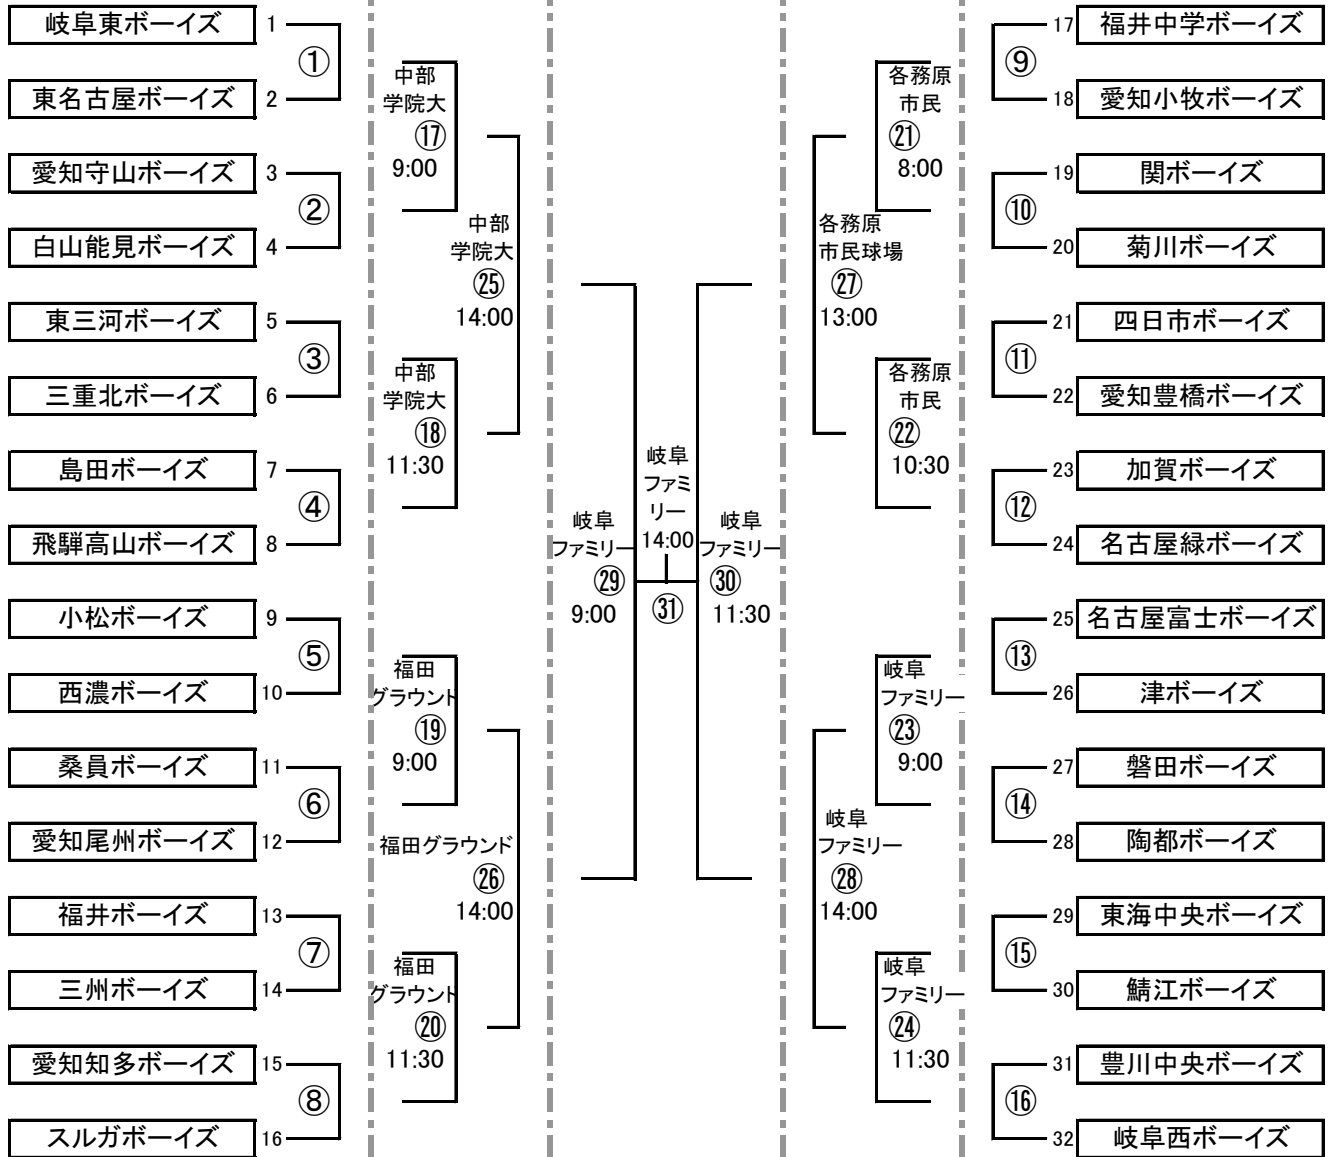 岐阜東ボーイズ 1
①
東名古屋ボーイズ 2
愛知守山ボーイズ 3
②
白山能見ボーイズ 4
東三河ボーイズ 5
③
三重北ボーイズ 6
島田ボーイズ 7
④
飛騨高山ボーイズ 8
小松ボーイズ 9
⑤
西濃ボーイズ 10
桑員ボーイズ 11
⑥
愛知尾州ボーイズ 12
福井ボーイズ 13
⑦
三州ボーイズ 14
愛知知多ボーイズ 15
⑧
スルガボーイズ 16
中部
学院大
⑰
9:00
中部
学院大
⑱
11:30
福田
グラウンド
⑲
9:00
福田
グラウンド
⑳
11:30
中部
学院大
㉕
14:00
福田グラウンド
㉖
14:00
岐阜
ファミリー
㉙
9:00
岐阜
ファミ
リー
14:00
㉛
岐阜
ファミリー
㉚
11:30
各務原
市民球場
㉗
13:00
岐阜
ファミリー
㉘
14:00
各務原
市民
㉑
8:00
各務原
市民
㉒
10:30
岐阜
ファミリー
㉓
9:00
岐阜
ファミリー
㉔
11:30
17 福井中学ボーイズ
⑨
18 愛知小牧ボーイズ
19 関ボーイズ
⑩
20 菊川ボーイズ
21 四日市ボーイズ
⑪
22 愛知豊橋ボーイズ
23 加賀ボーイズ
⑫
24 名古屋緑ボーイズ
25 名古屋富士ボーイズ
⑬
26 津ボーイズ
27 磐田ボーイズ
⑭
28 陶都ボーイズ
29 東海中央ボーイズ
⑮
30 鯖江ボーイズ
31 豊川中央ボーイズ
⑯
32 岐阜西ボーイズ